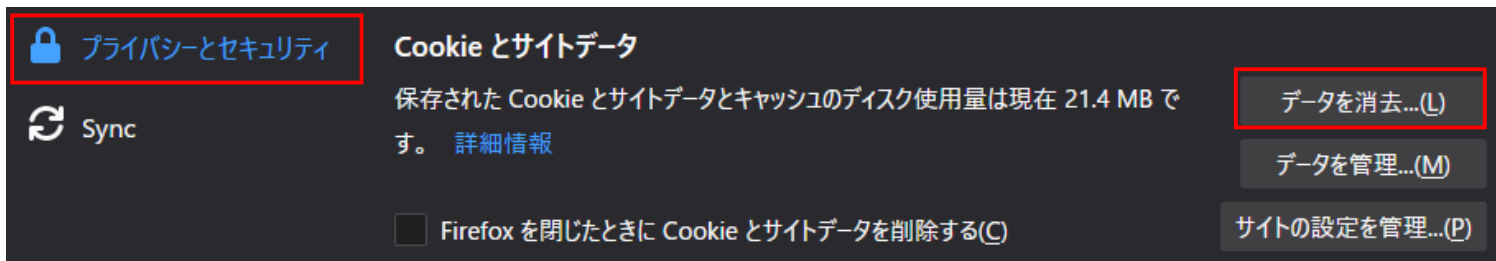 プライバシーとセキュリティ
Sync
Cookie とサイトデータ
保存された Cookie とサイトデータとキャッシュのディスク使用量は現在 21.4 MB で
す。 詳細情報
データを消去...(L)
データを管理...(M)
Firefox を閉じたときに Cookie とサイトデータを削除する(C)
サイトの設定を管理...(P)